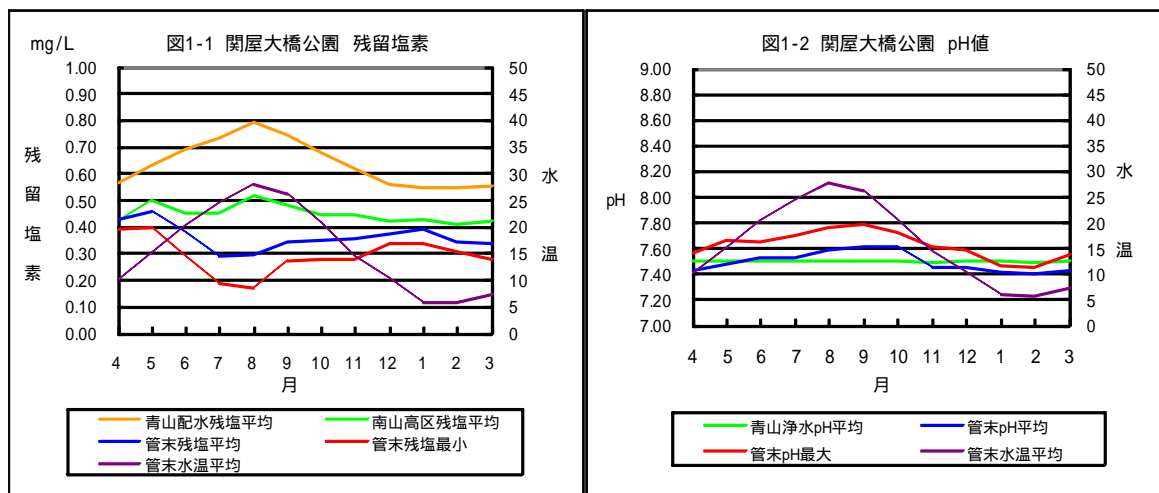 mg/L 図1-1 関屋大橋公園 残留塩素
1.00 50
0.90 45
0.80 40
0.70 35
0.60 30
0.50 25
0.40 20
0.30 15
0.20 10
0.10 5
0.00 0
残留塩素
水温
4 5 6 7 8 9 10 11 12 1 2 3
月
青山配水残塩平均 南山高区残塩平均
管末残塩平均 管末残塩最小
管末水温平均
図1-2 関屋大橋公園 pH値
9.00 50
8.80 45
8.60 40
8.40 35
8.20 30
8.00 25
7.80 20
7.60 15
7.40 10
7.20 5
7.00 0
pH
水温
4 5 6 7 8 9 10 11 12 1 2 3
月
青山浄水pH平均 管末pH平均
管末pH最大 管末水温平均